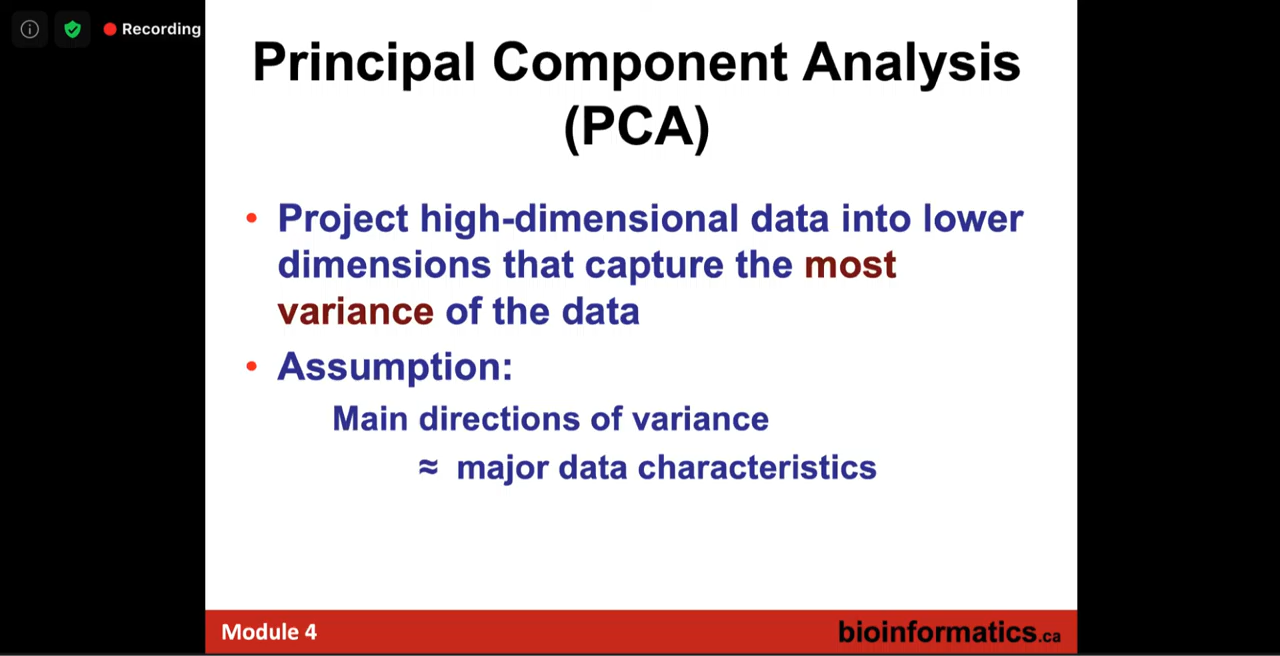 Recording
Principal Component Analysis
(PCA)
• Project high-dimensional data into lower
dimensions that capture the most
variance of the data
• Assumption:
Main directions of variance
≈ major data characteristics
Module 4
bioinformatics.ca